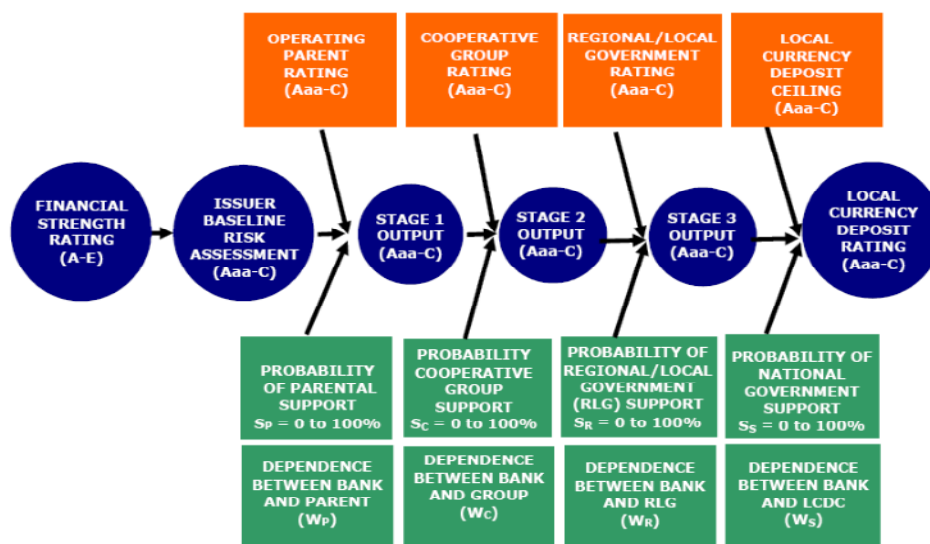 OPERATING
PARENT
RATING
(Aaa-C)
COOPERATIVE
GROUP
RATING
(Aaa-C)
REGIONAL/LOCAL
GOVERNMENT
RATING
(Aaa-C)
LOCAL
CURRENCY
DEPOSIT
CEILING
(Aaa-C)
FINANCIAL
STRENGTH
RATING
(A-E)
ISSUER
BASELINE
RISK
ASSESSMENT
(Aaa-C)
STAGE 1
OUTPUT
(Aaa-C)
STAGE 2
OUTPUT
(Aaa-C)
STAGE 3
OUTPUT
(Aaa-C)
LOCAL
CURRENCY
DEPOSIT
RATING
(Aaa-C)
PROBABILITY
OF PARENTAL
SUPPORT
SP = 0 to 100%
PROBABILITY
COOPERATIVE
GROUP
SUPPORT
SC = 0 to 100%
PROBABILITY OF
REGIONAL/LOCAL
GOVERNMENT
(RLG) SUPPORT
SR = 0 to 100%
PROBABILITY OF
NATIONAL
GOVERNMENT
SUPPORT
SS = 0 to 100%
DEPENDENCE
BETWEEN BANK
AND PARENT
(WP)
DEPENDENCE
BETWEEN BANK
AND GROUP
(WC)
DEPENDENCE
BETWEEN BANK
AND RLG
(WR)
DEPENDENCE
BETWEEN BANK
AND LCDC
(WS)